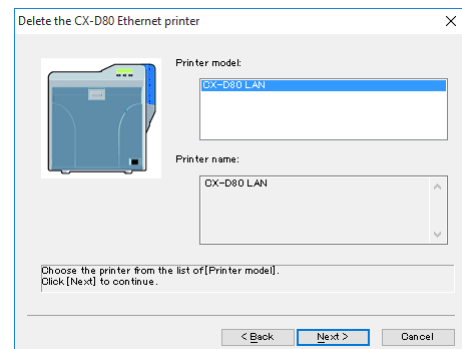 Delete the CX-D80 Ethernet printer
Printer model:
CX-D80 LAN
Printer name:
CX-D80 LAN
Choose the printer from the list of[Printer model].
Click [Next] to continue.
< Back
Next >
Cancel